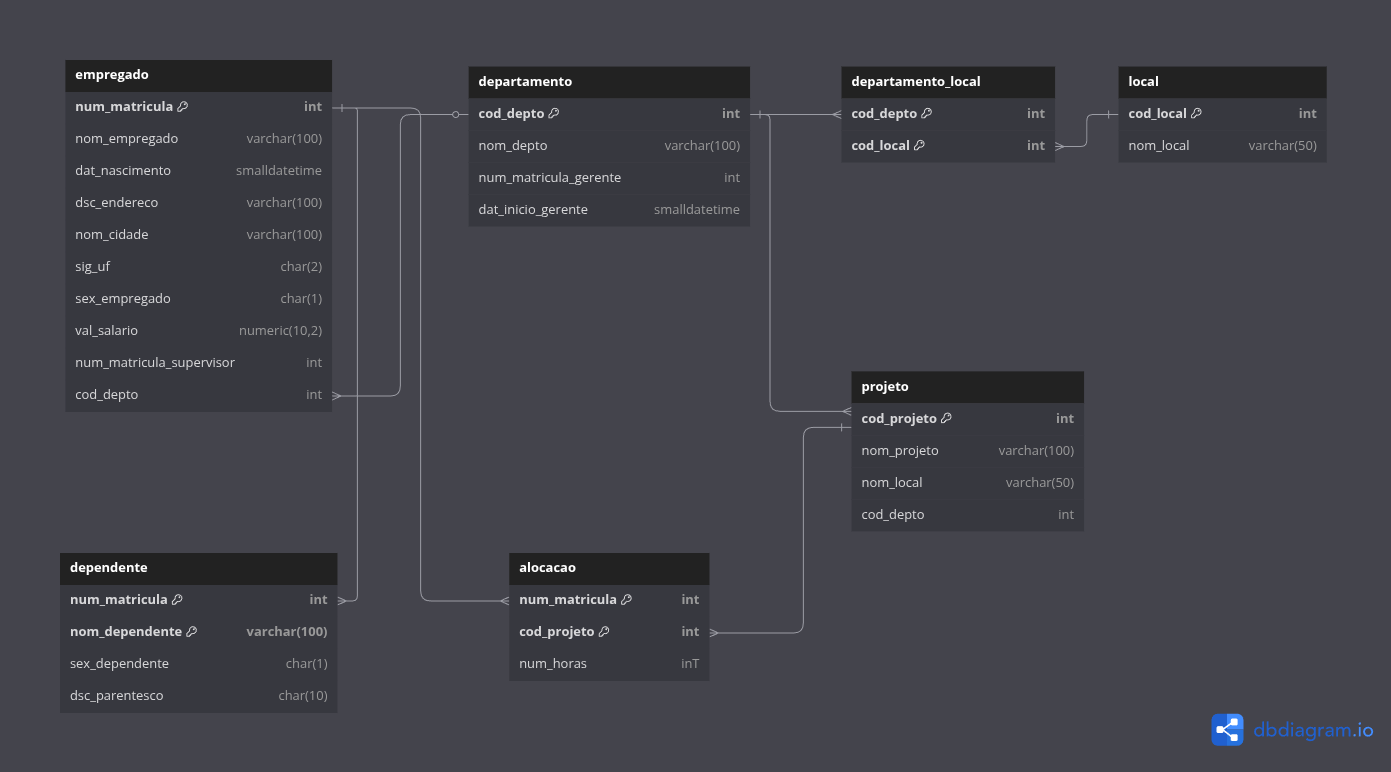 empregado
num_matricula int
nom_empregado varchar(100)
dat_nascimento smalldatetime
dsc_endereco varchar(100)
nom_cidade varchar(100)
sig_uf char(2)
sex_empregado char(1)
val_salario numeric(10,2)
num_matricula_supervisor int
cod_depto int
departamento
cod_depto int
nom_depto varchar(100)
num_matricula_gerente int
dat_inicio_gerente smalldatetime
departamento_local
cod_depto int
cod_local int
local
cod_local int
nom_local varchar(50)
projeto
cod_projeto int
nom_projeto varchar(100)
nom_local varchar(50)
cod_depto int
dependente
num_matricula int
nom_dependente varchar(100)
sex_dependente char(1)
dsc_parentesco char(10)
alocacao
num_matricula int
cod_projeto int
num_horas inT
dbdiagram.io